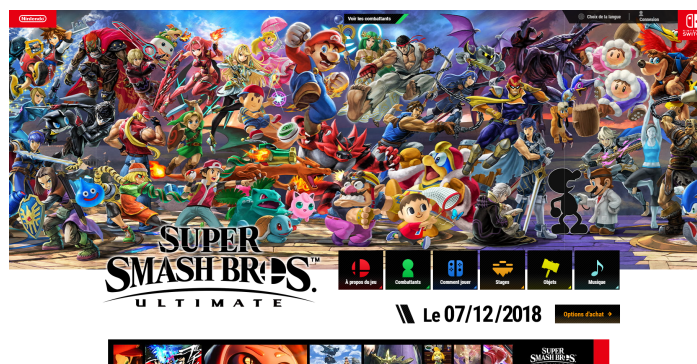 Nintendo
Voir les combattants
Choix de la langue
Connexion
SWITCH
SUPER
SMASH BROS.™
ULTIMATE
À propos du jeu
Combattants
Comment jouer
Stages
Objets
Musique
Le 07/12/2018
Options d'achat
SUPER
SMASH BROS